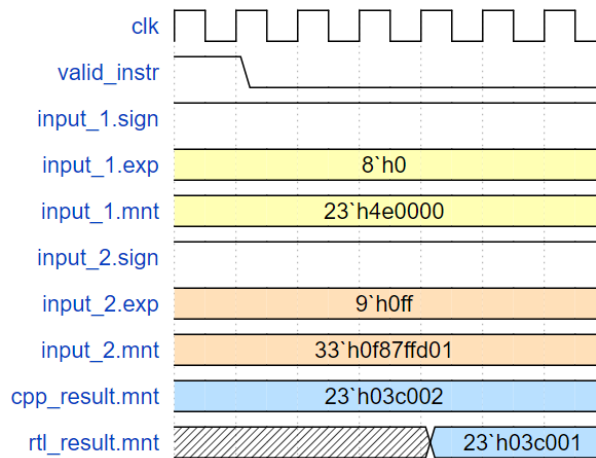 clk
valid_instr
input_1.sign
input_1.exp 8`h0
input_1.mnt 23`h4e0000
input_2.sign
input_2.exp 9`h0ff
input_2.mnt 33`h0f87ffd01
cpp_result.mnt 23`h03c002
rtl_result.mnt 23`h03c001